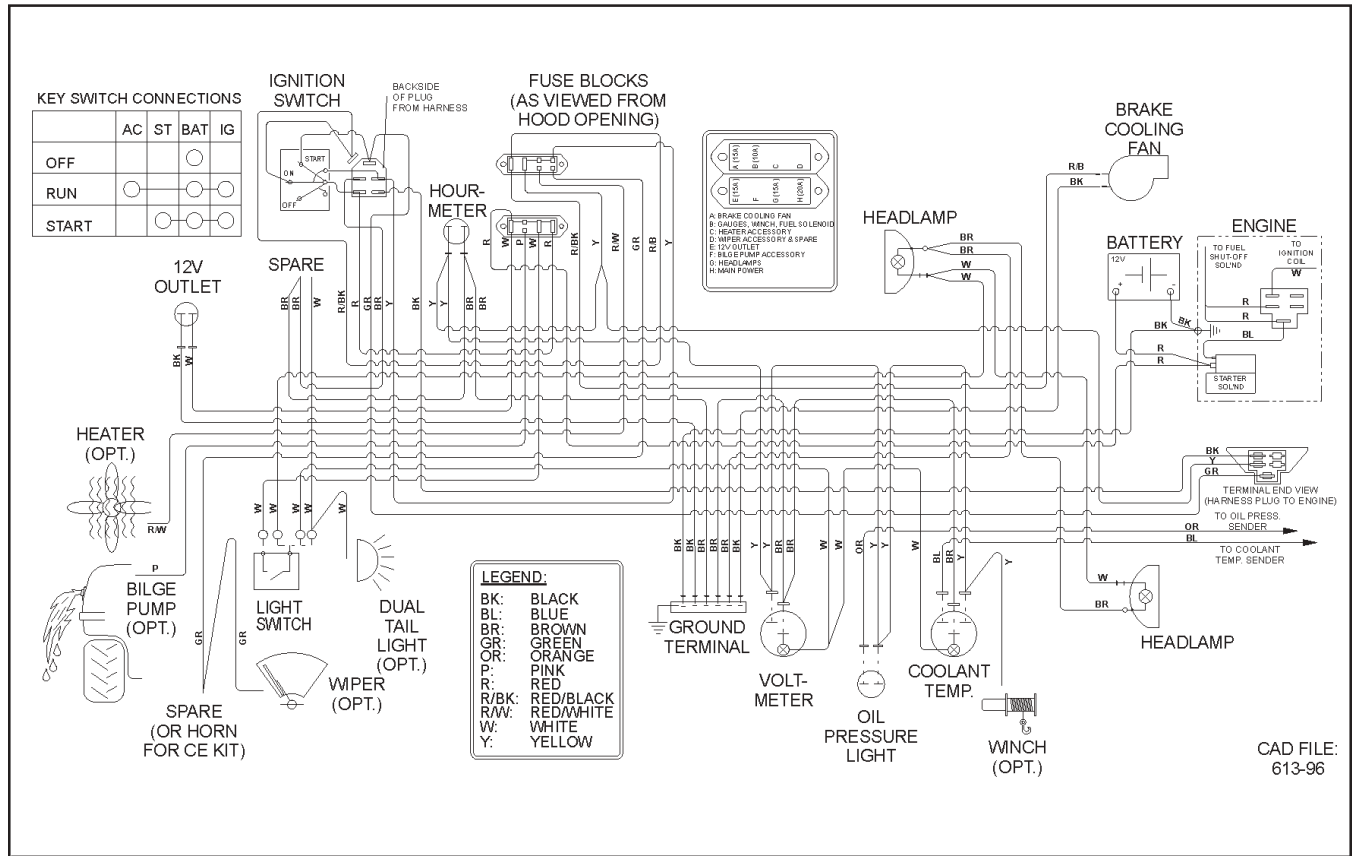 KEY SWITCH CONNECTIONS
AC ST BAT IG
OFF
RUN
START
IGNITION
SWITCH
BACKSIDE
OF PLUG
FROM HARNESS
START
ON
OFF
FUSE BLOCKS
(AS VIEWED FROM
HOOD OPENING)
A (15A)
B (10A)
C
D
E (15A)
F
G (15A)
H (20A)
A: BRAKE COOLING FAN
B: GAUGES, WINCH, FUEL SOLENOID
C: HEATER ACCESSORY
D: WIPER ACCESSORY & SPARE
E: 12V OUTLET
F: BILGE PUMP ACCESSORY
G: HEADLAMPS
H: MAIN POWER
BRAKE
COOLING
FAN
R/B
BK
HOUR-
METER
HEADLAMP
BR
BR
W
W
BATTERY
12V
+
-
BK
BK
R
R
ENGINE
TO FUEL
SHUT-OFF
SOL'ND
TO
IGNITION
COIL
W
R
R
BL
STARTER
SOL'ND
12V
OUTLET
BK
W
SPARE
BR
BR
W
R/BK
R
GR
BR
Y
BK
Y
Y
BR
BR
R
W
P
W
R
R/BK
Y
R/W
GR
R/B
Y
HEATER
(OPT.)
R/W
BK
Y
GR
TERMINAL END VIEW
(HARNESS PLUG TO ENGINE)
TO OIL PRESS.
SENDER
OR
BL
TO COOLANT
TEMP. SENDER
P
BILGE
PUMP
(OPT.)
GR
GR
W
W
W
W
W
LIGHT
SWITCH
DUAL
TAIL
LIGHT
(OPT.)
WIPER
(OPT.)
SPARE
(OR HORN
FOR CE KIT)
LEGEND:
BK: BLACK
BL: BLUE
BR: BROWN
GR: GREEN
OR: ORANGE
P: PINK
R: RED
R/BK: RED/BLACK
R/W: RED/WHITE
W: WHITE
Y: YELLOW
BK
BK
BR
BR
BR
BK
Y
Y
BR
BR
W
W
OR
Y
Y
W
BL
BR
Y
Y
GROUND
TERMINAL
VOLT-
METER
OIL
PRESSURE
LIGHT
COOLANT
TEMP.
WINCH
(OPT.)
W
BR
HEADLAMP
CAD FILE:
613-96